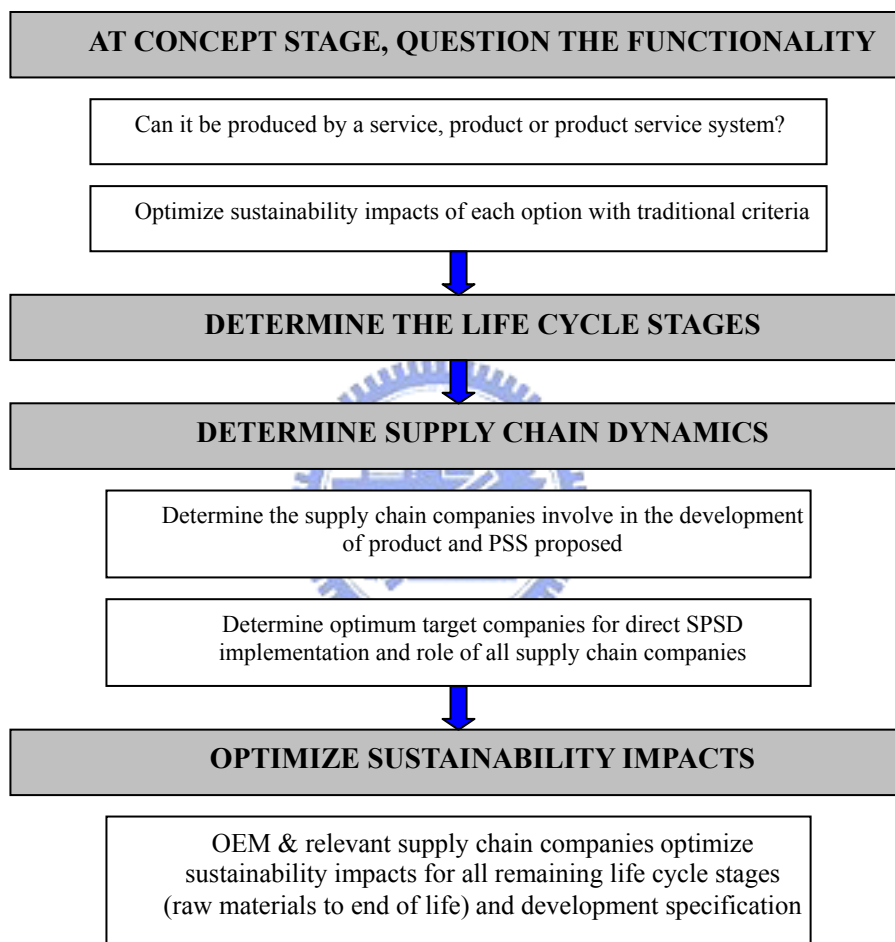 AT CONCEPT STAGE, QUESTION THE FUNCTIONALITY
Can it be produced by a service, product or product service system?
Optimize sustainability impacts of each option with traditional criteria
DETERMINE THE LIFE CYCLE STAGES
DETERMINE SUPPLY CHAIN DYNAMICS
Determine the supply chain companies involve in the development
of product and PSS proposed
Determine optimum target companies for direct SPSD
implementation and role of all supply chain companies
OPTIMIZE SUSTAINABILITY IMPACTS
OEM & relevant supply chain companies optimize
sustainability impacts for all remaining life cycle stages
(raw materials to end of life) and development specification